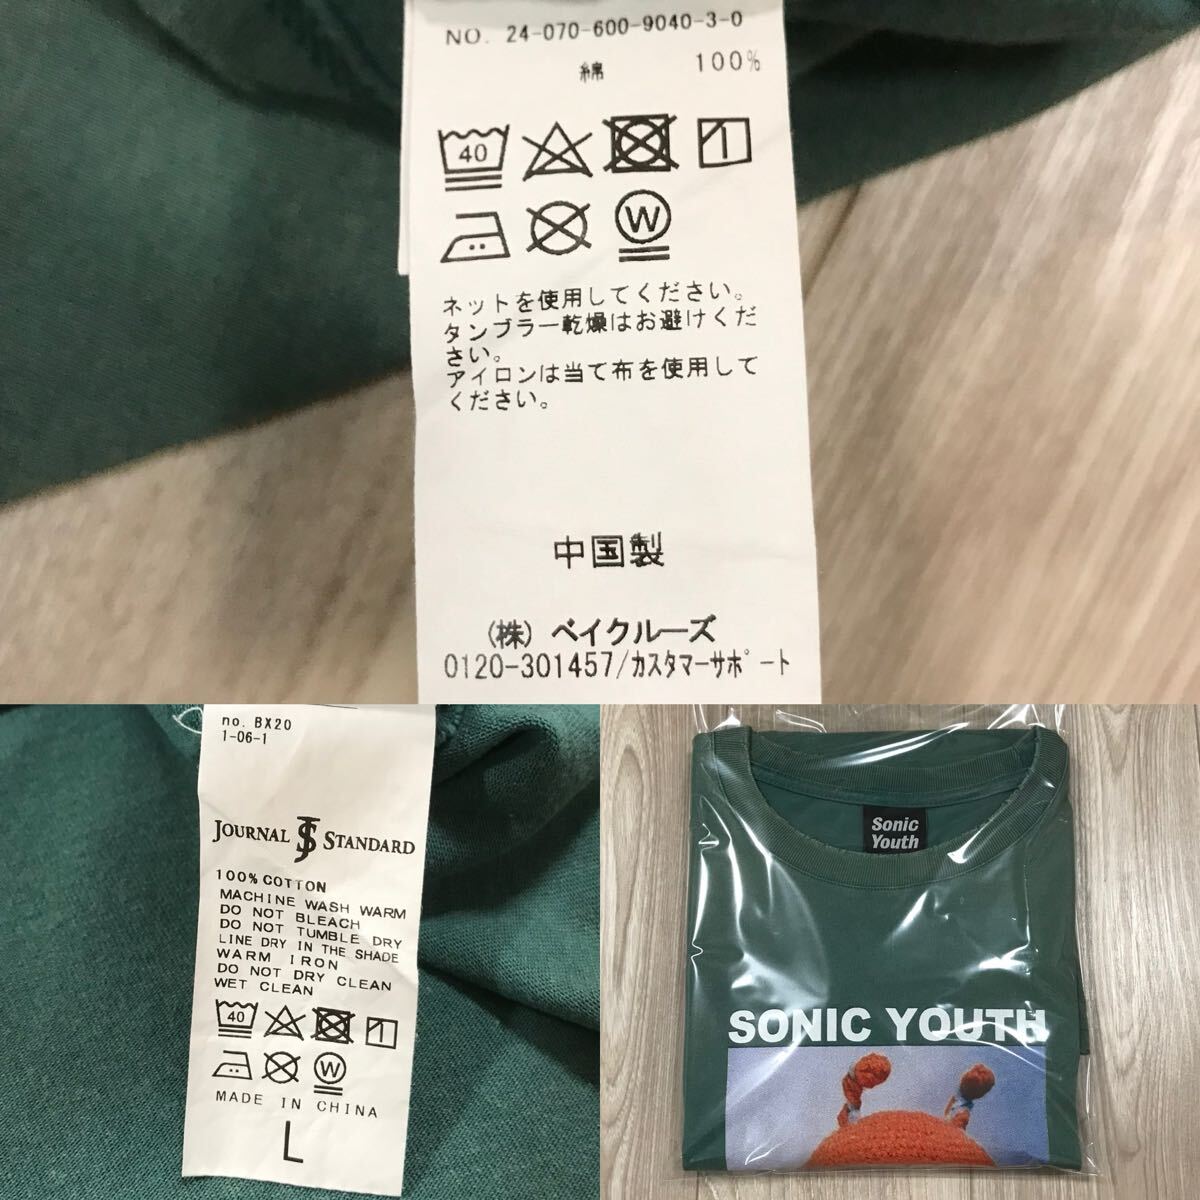 NO. 24-070-600-9040-3-0
綿 100%
40
W
ネットを使用してください。
タンブラー乾燥はお避けくだ
さい。
アイロンは当て布を使用して
ください。
中国製
(株) ベイクルーズ
0120-301457/カスタマーサポート
no. BX20
1-06-1
JOURNAL JS STANDARD
100% COTTON
MACHINE WASH WARM
DO NOT BLEACH
DO NOT TUMBLE DRY
LINE DRY IN THE SHADE
WARM IRON
DO NOT DRY CLEAN
WET CLEAN
40
W
MADE IN CHINA
L
Sonic
Youth
SONIC YOUTH